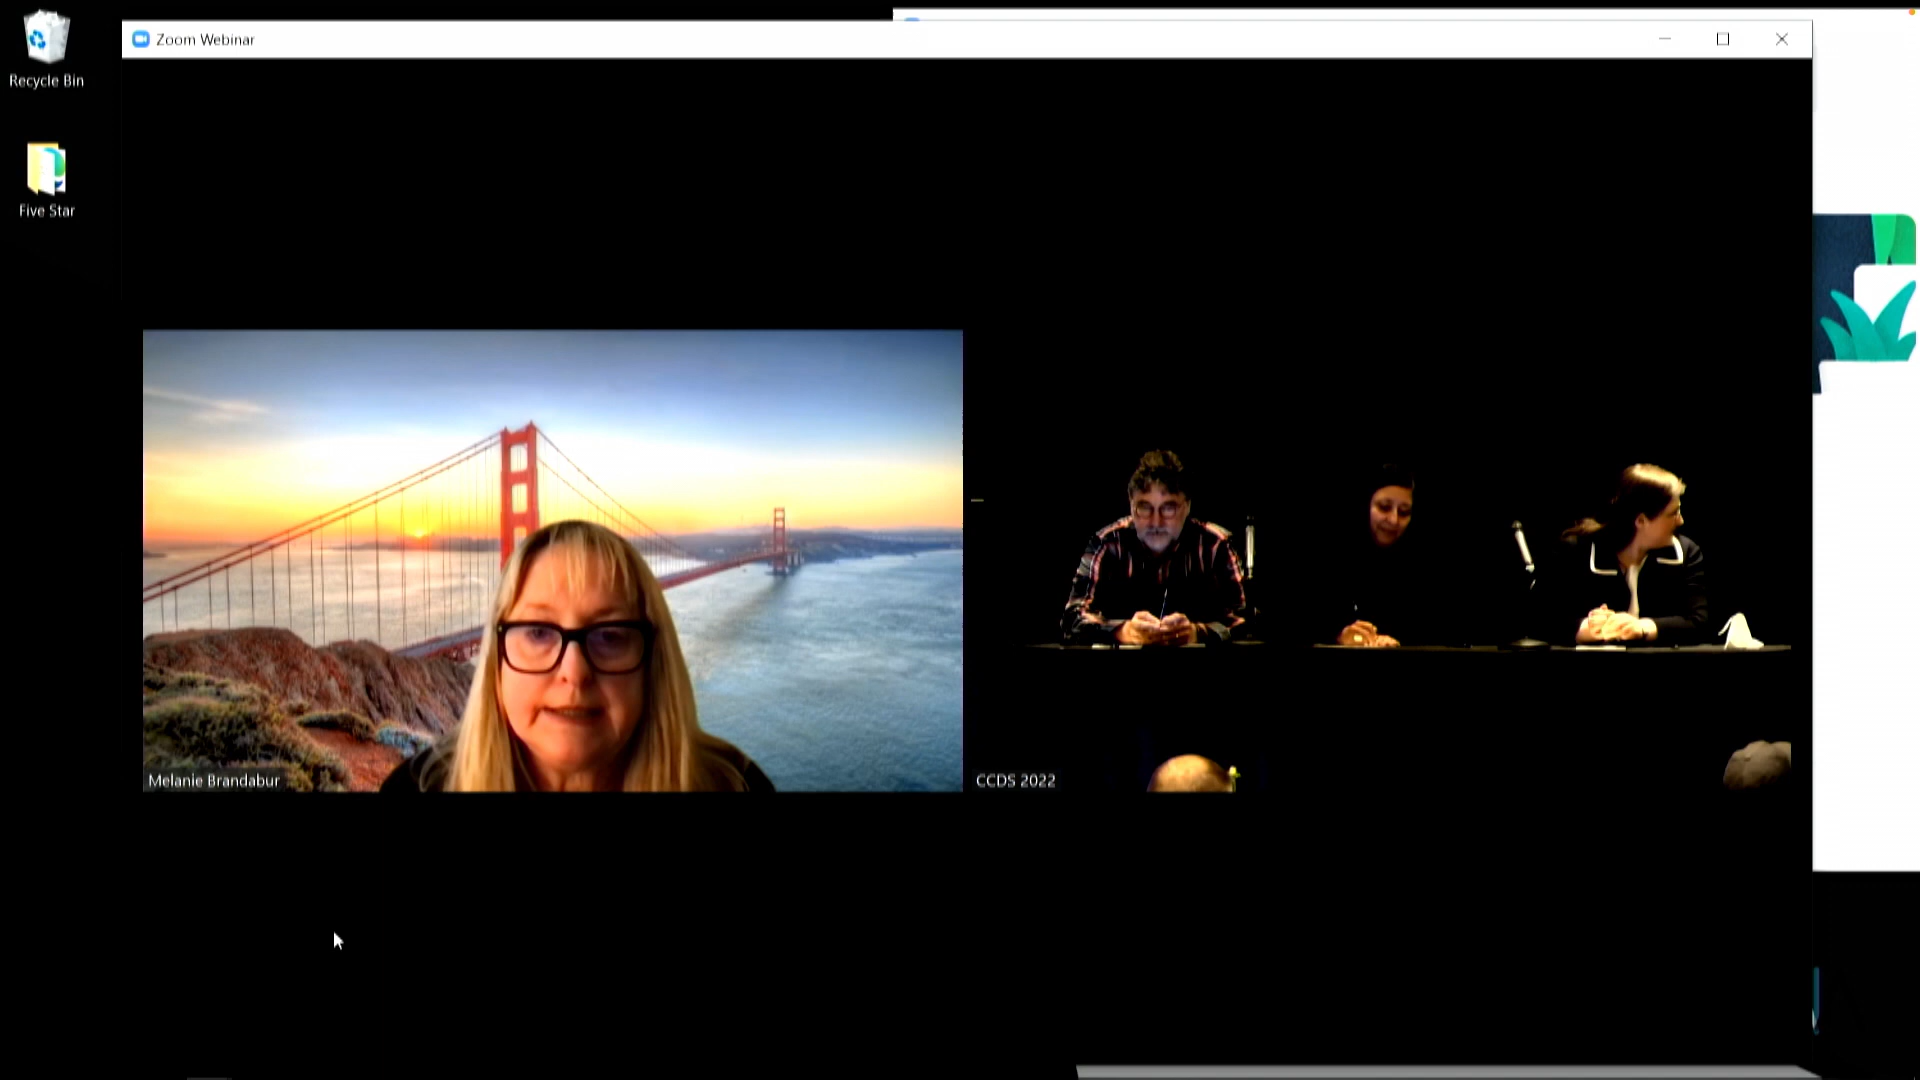 Zoom Webinar
Recycle Bin
Five Star
Melanie Brandabur
CCDS 2022